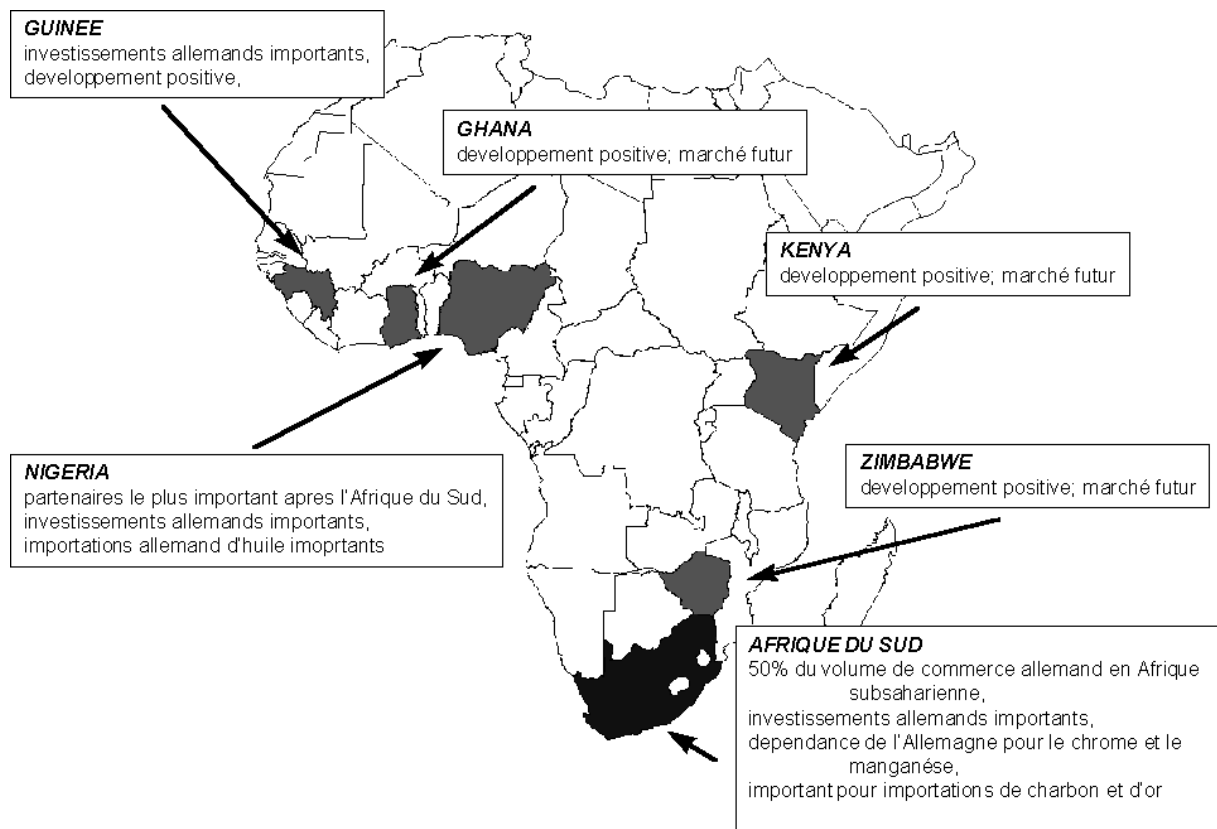 GUINEE
investissements allemands importants,
developpement positive,
GHANA
developpement positive; marché futur
KENYA
developpement positive; marché futur
NIGERIA
partenaires le plus important apres l'Afrique du Sud,
investissements allemands importants,
importations allemand d'huile imoprtants
ZIMBABWE
developpement positive; marché futur
AFRIQUE DU SUD
50% du volume de commerce allemand en Afrique
subsaharienne,
investissements allemands importants,
dependance de l'Allemagne pour le chrome et le
manganése,
important pour importations de charbon et d'or